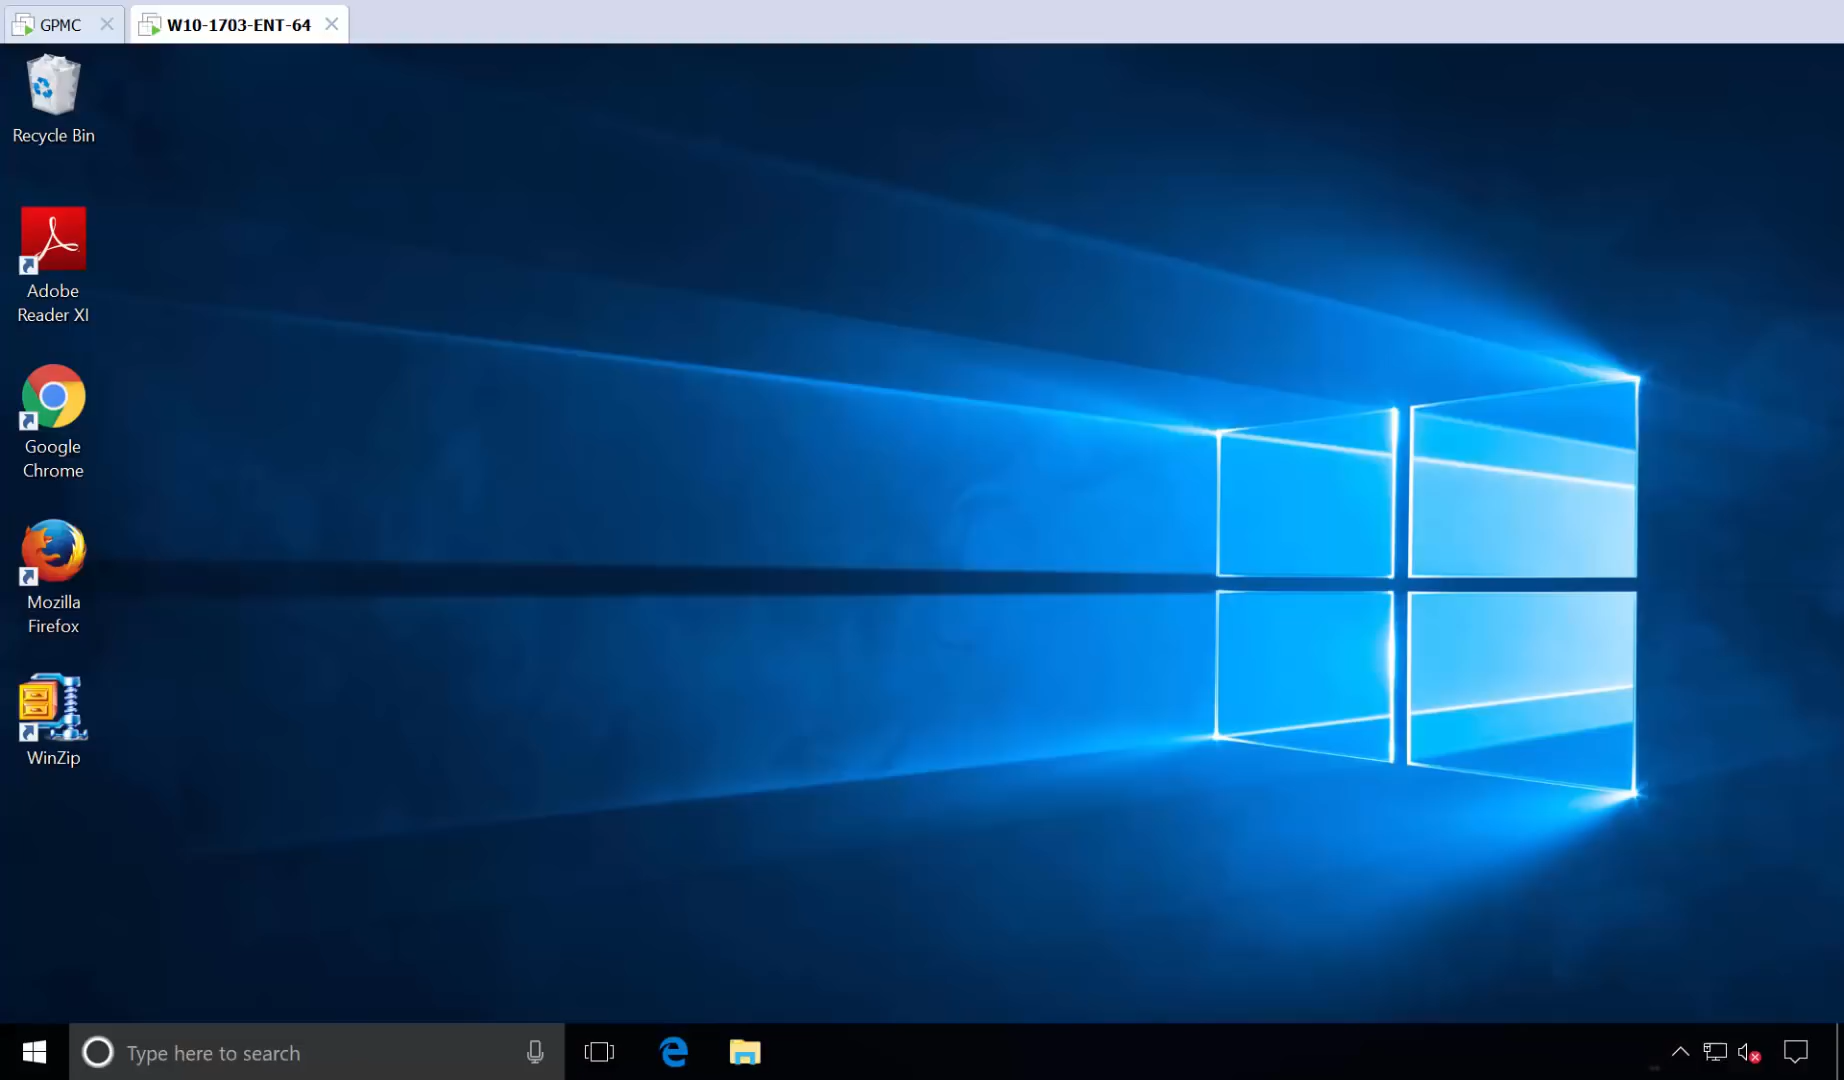 GPMC
W10-1703-ENT-64
Recycle Bin
Adobe
Reader XI
Google
Chrome
Mozilla
Firefox
WinZip
Type here to search